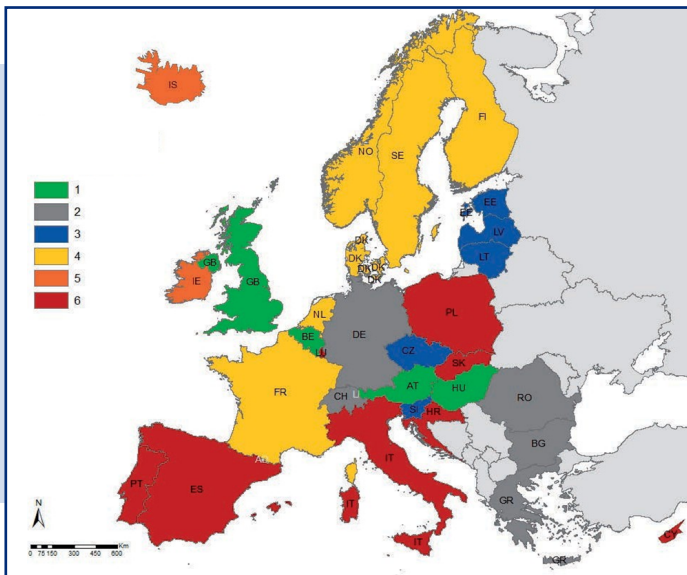 IS
FI
NO
SE
1
2
3
4
5
6
EE
EE
LV
LT
DK
DK
DK
DK
DK
GB
GB
IE
NL
PL
BE
DE
LU
CZ
SK
AT
HU
FR
CH
LI
SI
HR
RO
IT
BG
PT
ES
IT
GR
IT
CY
GR
N
0 75 150 300 450 600
Km